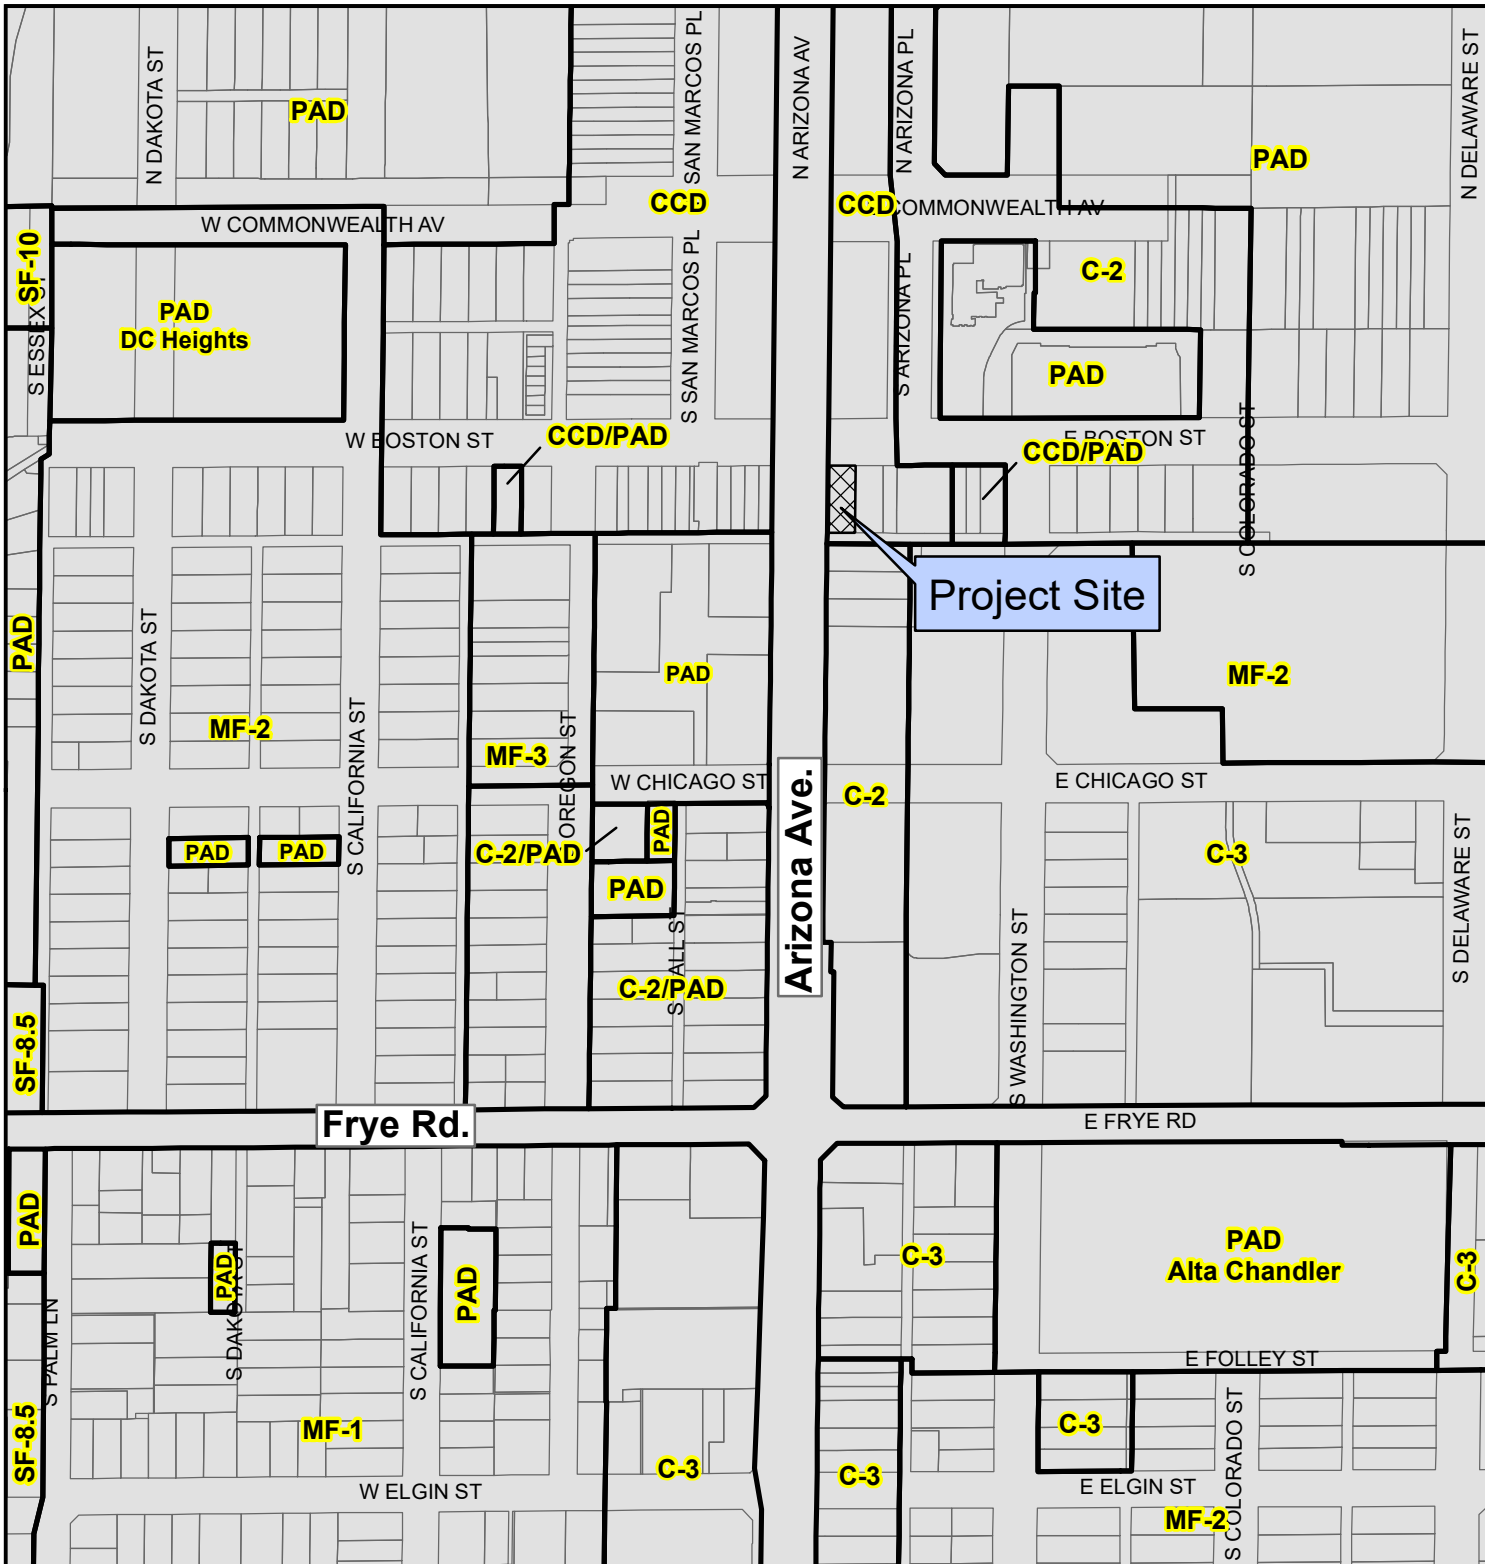 N DAKOTA ST
PAD
SAN MARCOS PL
N ARIZONA AV
N ARIZONA PL
PAD
N DELAWARE ST
W COMMONWEALTH AV
CCD
CCD
COMMONWEALTH AV
SF-10
S ESSEX ST
PAD
DC Heights
S SAN MARCOS PL
S ARIZONA PL
C-2
PAD
W BOSTON ST
CCD/PAD
E BOSTON ST
CCD/PAD
S COLORADO ST
Project Site
PAD
S DAKOTA ST
MF-2
S CALIFORNIA ST
MF-3
OREGON ST
PAD
MF-2
W CHICAGO ST
Arizona Ave.
C-2
E CHICAGO ST
PAD
PAD
C-2/PAD
PAD
PAD
C-3
S DELAWARE ST
ALL ST
C-2/PAD
S WASHINGTON ST
SF-8.5
Frye Rd.
E FRYE RD
PAD
S PALM LN
PAD
S DAKOTA CT
S CALIFORNIA ST
PAD
C-3
PAD
Alta Chandler
C-3
E FOLLEY ST
SF-8.5
MF-1
C-3
C-3
C-3
S COLORADO ST
W ELGIN ST
E ELGIN ST
MF-2